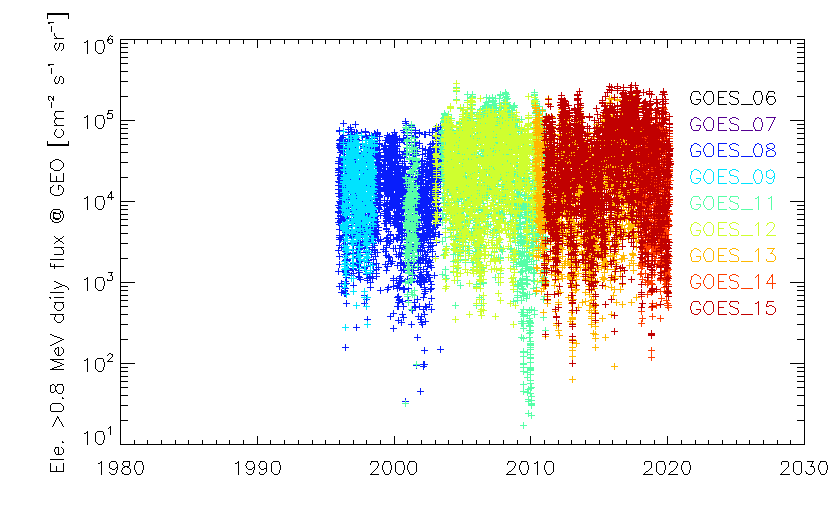 Ele. >0.8 MeV daily flux @ GEO [cm⁻² s⁻¹ sr⁻¹]
10⁶
10⁵
10⁴
10³
10²
10¹
1980 1990 2000 2010 2020 2030
GOES_06
GOES_07
GOES_08
GOES_09
GOES_11
GOES_12
GOES_13
GOES_14
GOES_15